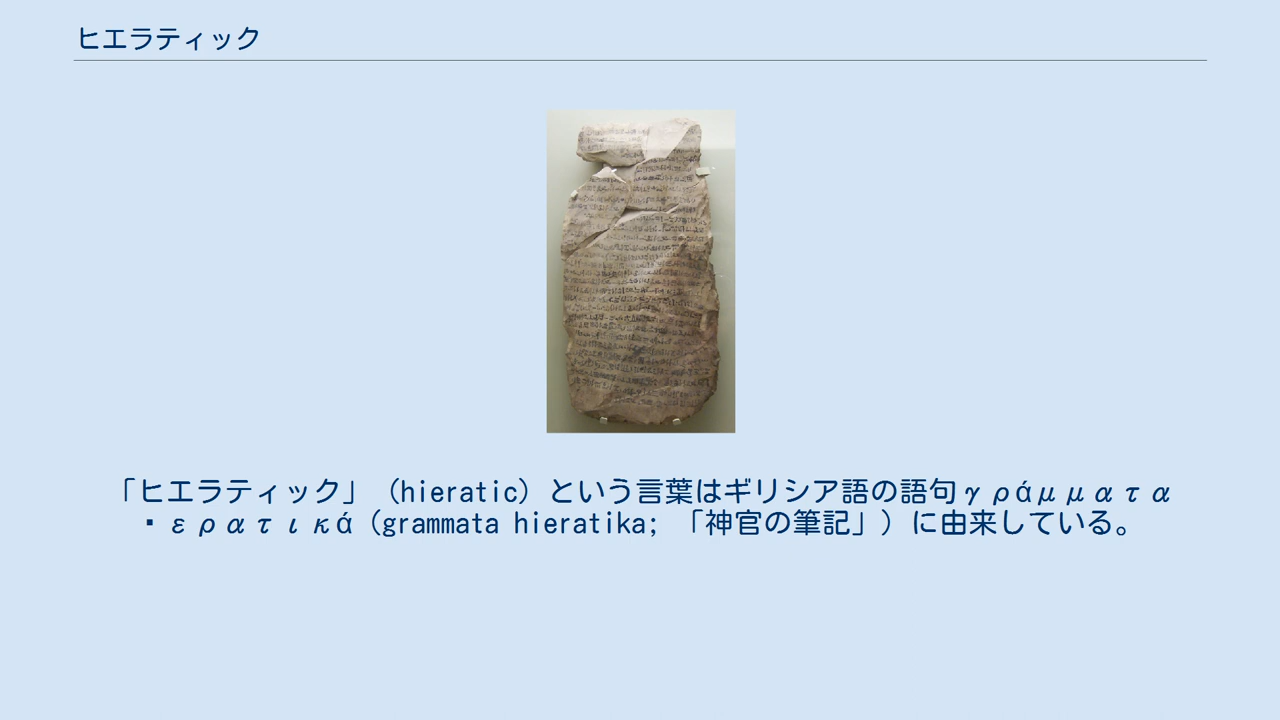 ヒエラティック
「ヒエラティック」（hieratic）という言葉はギリシア語の語句γράμματα
・ερατικά（grammata hieratika; 「神官の筆記」）に由来している。